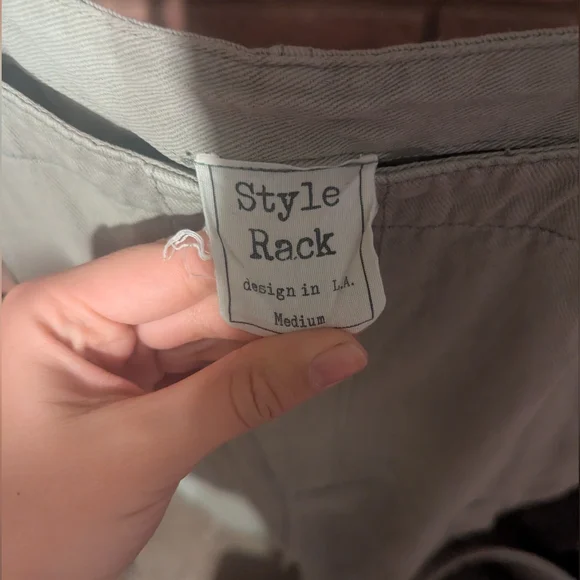 Style
Rack
design in L.A.
Medium